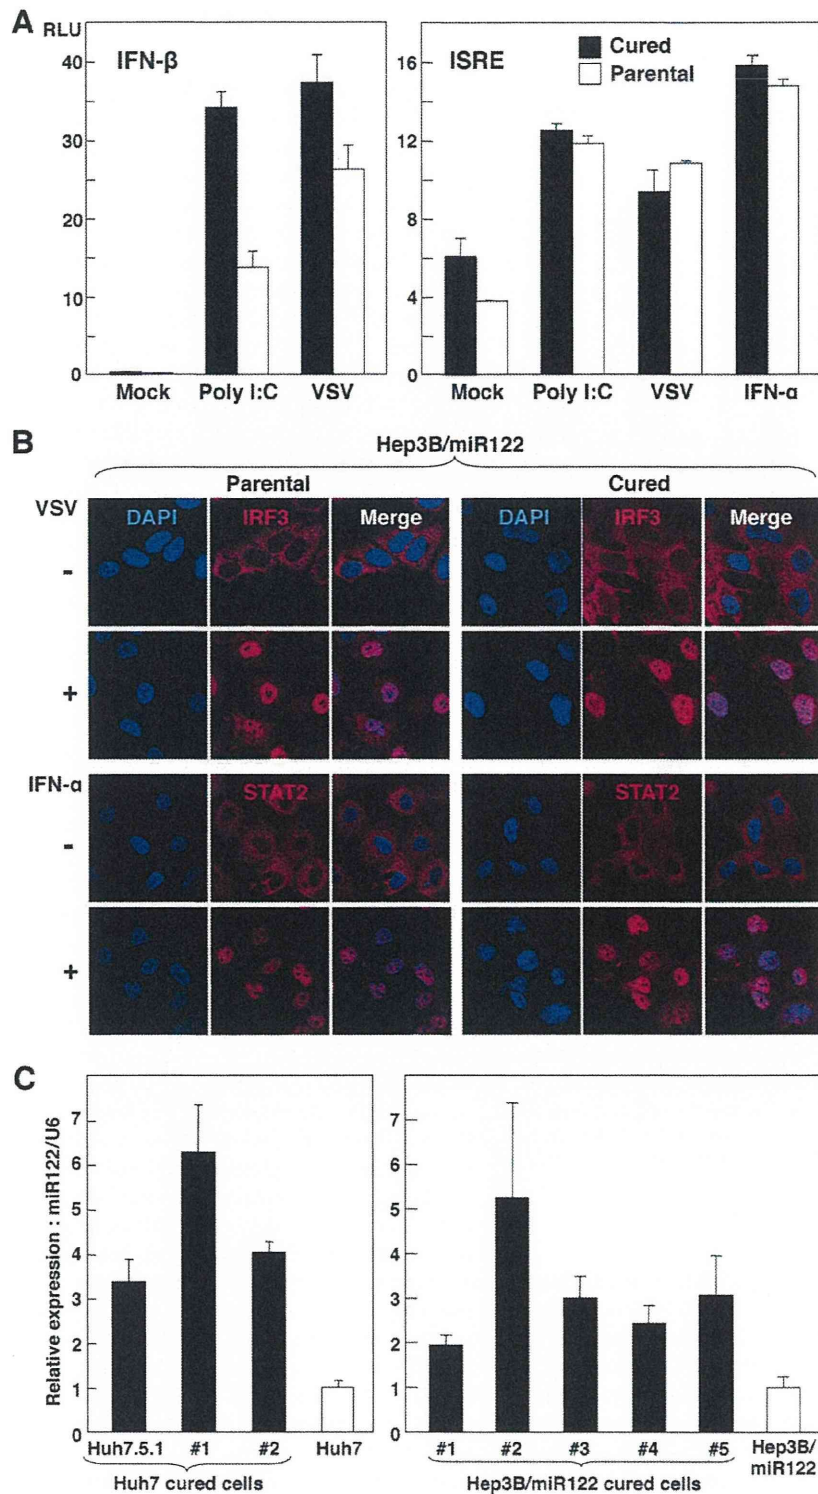 A
RLU
IFN-β
40
30
20
10
0
Mock Poly I:C VSV
ISRE
Cured
Parental
16
12
8
4
0
Mock Poly I:C VSV IFN-α
B
Hep3B/miR122
Parental Cured
VSV
DAPI IRF3 Merge DAPI IRF3 Merge
-
+
IFN-α
STAT2 STAT2
-
+
C
Relative expression : miR122/U6
7
6
5
4
3
2
1
0
Huh7.5.1 #1 #2 Huh7
Huh7 cured cells
7
6
5
4
3
2
1
0
#1 #2 #3 #4 #5 Hep3B/
miR122
Hep3B/miR122 cured cells